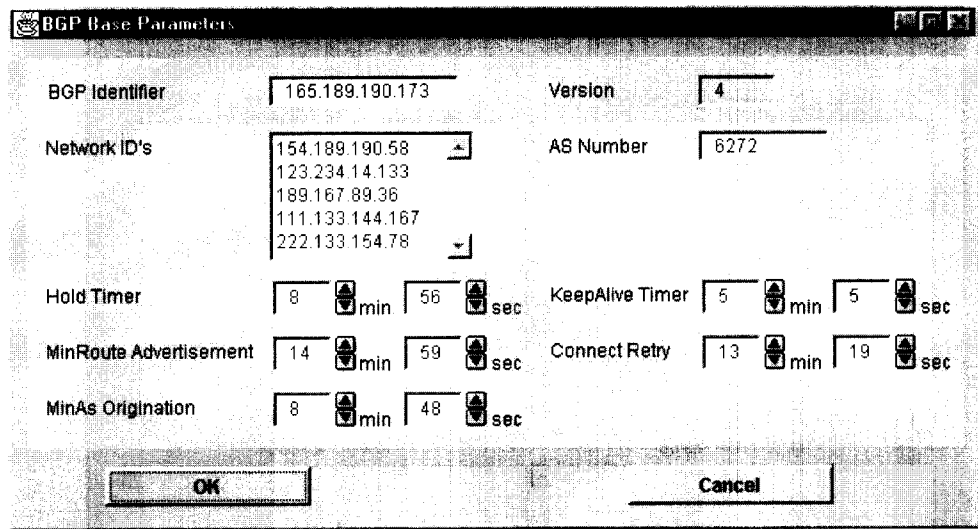 BGP Base Parameters
BGP Identifier 165.189.190.173 Version 4
Network ID's 154.189.190.58 AS Number 6272
123.234.14.133
189.167.89.36
111.133.144.167
222.133.154.78
Hold Timer 8 min 56 sec KeepAlive Timer 5 min 5 sec
MinRoute Advertisement 14 min 59 sec Connect Retry 13 min 19 sec
MinAs Origination 8 min 48 sec
OK Cancel